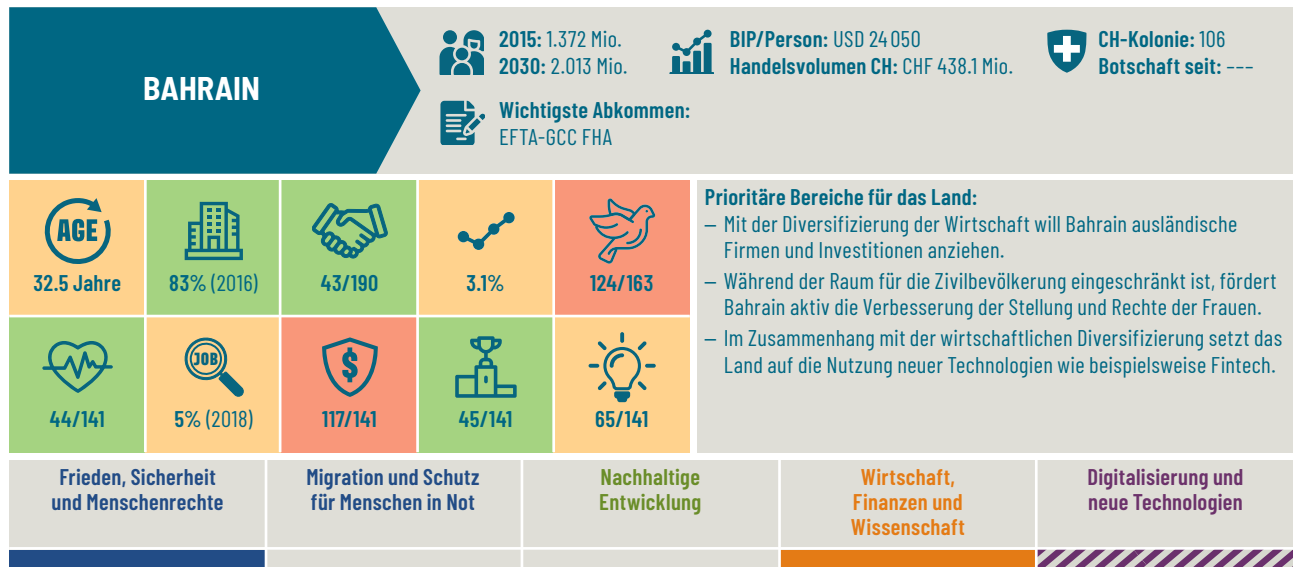 BAHRAIN
2015: 1.372 Mio.
2030: 2.013 Mio.
BIP/Person: USD 24 050
Handelsvolumen CH: CHF 438.1 Mio.
CH-Kolonie: 106
Botschaft seit: –––
Wichtigste Abkommen:
EFTA-GCC FHA
AGE
32.5 Jahre
83% (2016)
43/190
3.1%
124/163
JOB
$
44/141
5% (2018)
117/141
45/141
65/141
Prioritäre Bereiche für das Land:
– Mit der Diversifizierung der Wirtschaft will Bahrain ausländische
Firmen und Investitionen anziehen.
– Während der Raum für die Zivilbevölkerung eingeschränkt ist, fördert
Bahrain aktiv die Verbesserung der Stellung und Rechte der Frauen.
– Im Zusammenhang mit der wirtschaftlichen Diversifizierung setzt das
Land auf die Nutzung neuer Technologien wie beispielsweise Fintech.
Frieden, Sicherheit
und Menschenrechte
Migration und Schutz
für Menschen in Not
Nachhaltige
Entwicklung
Wirtschaft,
Finanzen und
Wissenschaft
Digitalisierung und
neue Technologien